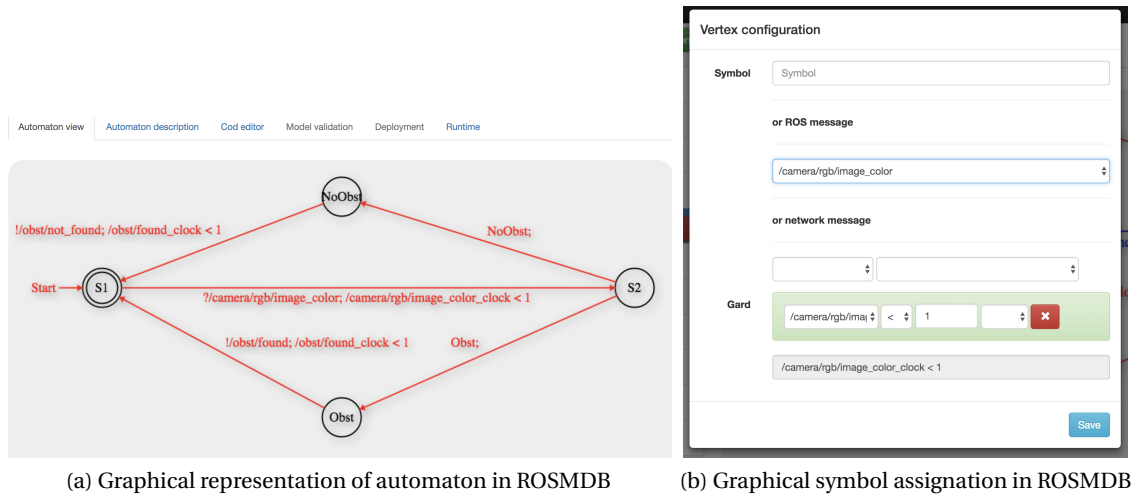 Automaton view
Automaton description
Cod editor
Model validation
Deployment
Runtime
NoObst
!/obst/not_found; /obst/found_clock < 1
NoObst;
Start
S1
S2
?/camera/rgb/image_color; /camera/rgb/image_color_clock < 1
!/obst/found; /obst/found_clock < 1
Obst;
Obst
(a) Graphical representation of automaton in ROSMDB
Vertex configuration
Symbol
Symbol
or ROS message
/camera/rgb/image_color
or network message
Gard
/camera/rgb/imag
<
1
/camera/rgb/image_color_clock < 1
Save
(b) Graphical symbol assignation in ROSMDB